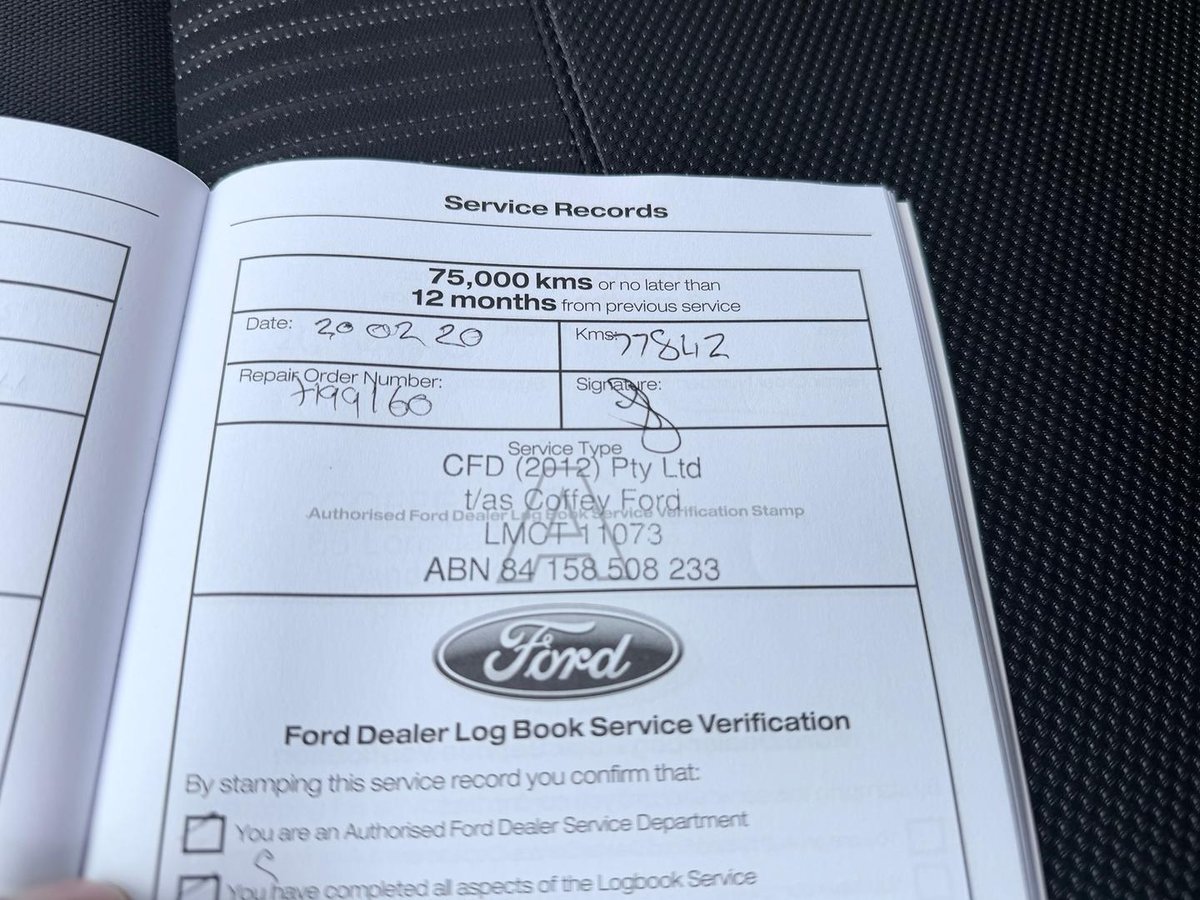 Service Records
75,000 kms or no later than
12 months from previous service
Date: 20 02 20
Kms: 77842
Repair Order Number:
Signature:
Service Type
CFD (2012) Pty Ltd
t/as Coffey Ford
Authorised Ford Dealer Log Book Service Verification Stamp
A
LMCT 11073
ABN 84 158 508 233
Ford
Ford Dealer Log Book Service Verification
By stamping this service record you confirm that:
You are an Authorised Ford Dealer Service Department
You have completed all aspects of the Logbook Service